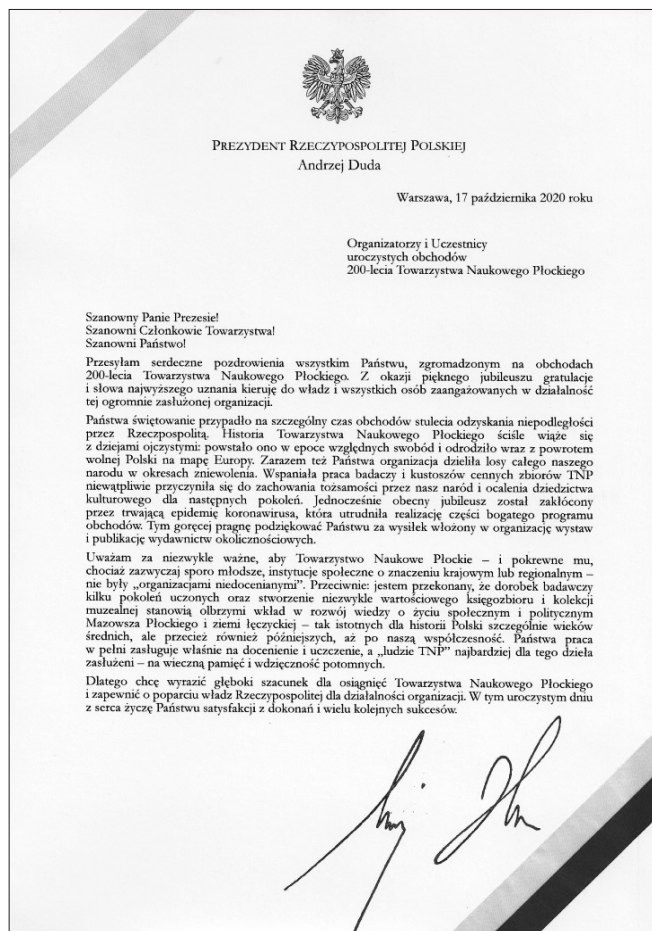 PREZYDENT RZECZYPOSPOLITEJ POLSKIEJ
Andrzej Duda
Warszawa, 17 października 2020 roku
Organizatorzy i Uczestnicy
uroczystych obchodów
200-lecia Towarzystwa Naukowego Płockiego
Szanowny Panie Prezesie!
Szanowni Członkowie Towarzystwa!
Szanowni Państwo!
Przesyłam serdeczne pozdrowienia wszystkim Państwu, zgromadzonym na obchodach
200-lecia Towarzystwa Naukowego Płockiego. Z okazji pięknego jubileuszu gratulacje
i słowa najwyższego uznania kieruję do władz i wszystkich osób zaangażowanych w działalność
tej ogromnie zasłużonej organizacji.
Państwa świętowanie przypadło na szczególny czas obchodów stulecia odzyskania niepodległości
przez Rzeczpospolitą. Historia Towarzystwa Naukowego Płockiego ściśle wiąże się
z dziejami ojczystymi: powstało ono w epoce względnych swobód i odrodziło wraz z powrotem
wolnej Polski na mapę Europy. Zarazem też Państwa organizacja dzieliła losy całego naszego
narodu w okresach zniewolenia. Wspaniała praca badaczy i kustoszów cennych zbiorów TNP
niewątpliwie przyczyniła się do zachowania tożsamości przez nasz naród i ocalenia dziedzictwa
kulturowego dla następnych pokoleń. Jednocześnie obecny jubileusz został zakłócony
przez trwającą epidemię koronawirusa, która utrudniła realizację części bogatego programu
obchodów. Tym goręcej pragnę podziękować Państwu za wysiłek włożony w organizację wystaw
i publikację wydawnictw okolicznościowych.
Uważam za niezwykle ważne, aby Towarzystwo Naukowe Płockie – i pokrewne mu,
chociaż zazwyczaj sporo młodsze, instytucje społeczne o znaczeniu krajowym lub regionalnym –
nie były „organizacjami niedocenianymi”. Przeciwnie: jestem przekonany, że dorobek badawczy
kilku pokoleń uczonych oraz stworzenie niezwykle wartościowego księgozbioru i kolekcji
muzealnej stanowią olbrzymi wkład w rozwój wiedzy o życiu społecznym i politycznym
Mazowsza Płockiego i ziemi łęczyckiej – tak istotnych dla historii Polski szczególnie wieków
średnich, ale przecież również późniejszych, aż po naszą współczesność. Państwa praca
w pełni zasługuje właśnie na docenienie i uczczenie, a „ludzie TNP” najbardziej dla tego dzieła
zasłużeni – na wieczną pamięć i wdzięczność potomnych.
Dlatego chcę wyrazić głęboki szacunek dla osiągnięć Towarzystwa Naukowego Płockiego
i zapewnić o poparciu władz Rzeczypospolitej dla działalności organizacji. W tym uroczystym dniu
z serca życzę Państwu satysfakcji z dokonań i wielu kolejnych sukcesów.